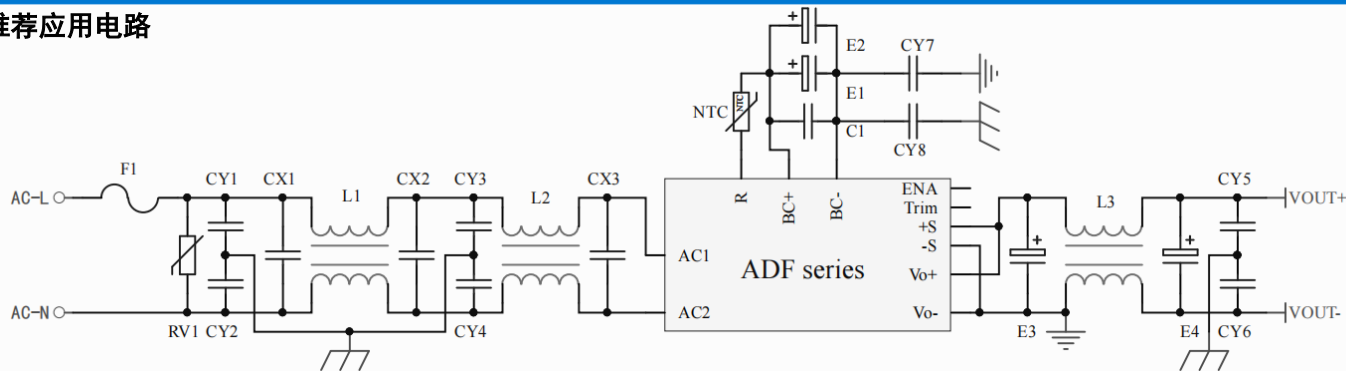 推荐应用电路
E2
CY7
E1
NTC
NTC
C1
CY8
F1
AC-L
CY1
CX1
L1
CX2
CY3
L2
CX3
R
BC+
BC-
ENA
Trim
+S
-S
Vo+
Vo-
L3
CY5
VOUT+
AC1
ADF series
AC2
AC-N
RV1
CY2
CY4
E3
E4
CY6
VOUT-